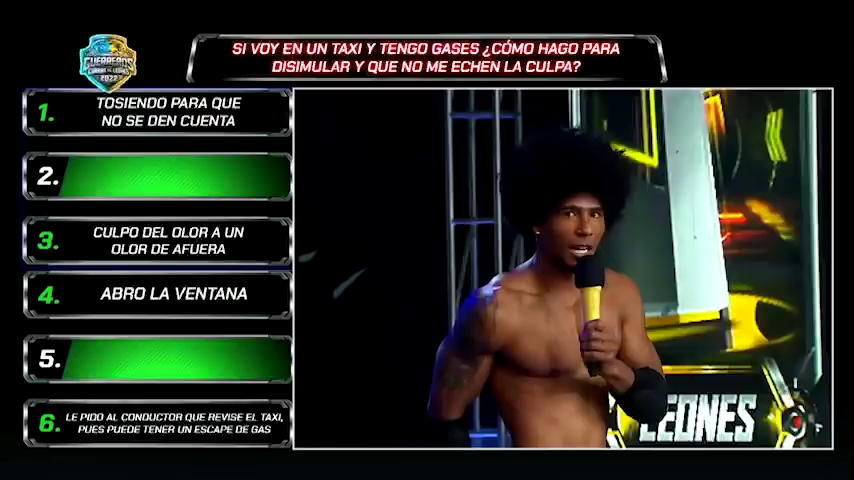 SI VOY EN UN TAXI Y TENGO GASES ¿CÓMO HAGO PARA
DISIMULAR Y QUE NO ME ECHEN LA CULPA?
GUERREROS
2022
1. TOSIENDO PARA QUE
NO SE DEN CUENTA
2.
3. CULPO DEL OLOR A UN
OLOR DE AFUERA
4. ABRO LA VENTANA
5.
6. LE PIDO AL CONDUCTOR QUE REVISE EL TAXI,
PUES PUEDE TENER UN ESCAPE DE GAS
LEONES